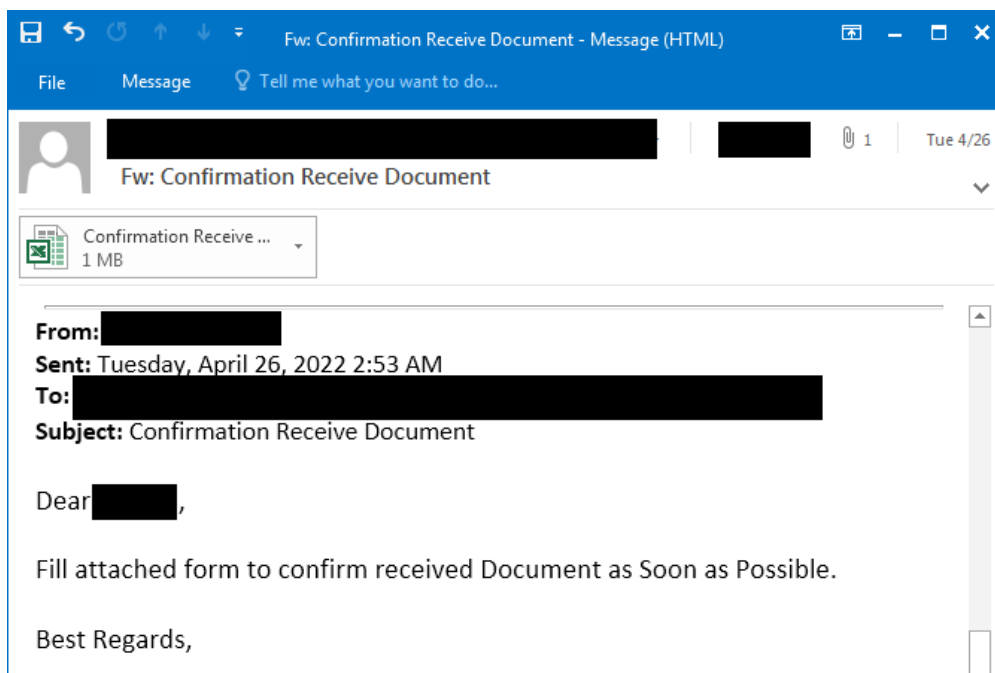 Fw: Confirmation Receive Document - Message (HTML)
File Message Tell me what you want to do...
1 Tue 4/26
Fw: Confirmation Receive Document
Confirmation Receive ...
1 MB
From:
Sent: Tuesday, April 26, 2022 2:53 AM
To:
Subject: Confirmation Receive Document
Dear ,
Fill attached form to confirm received Document as Soon as Possible.
Best Regards,